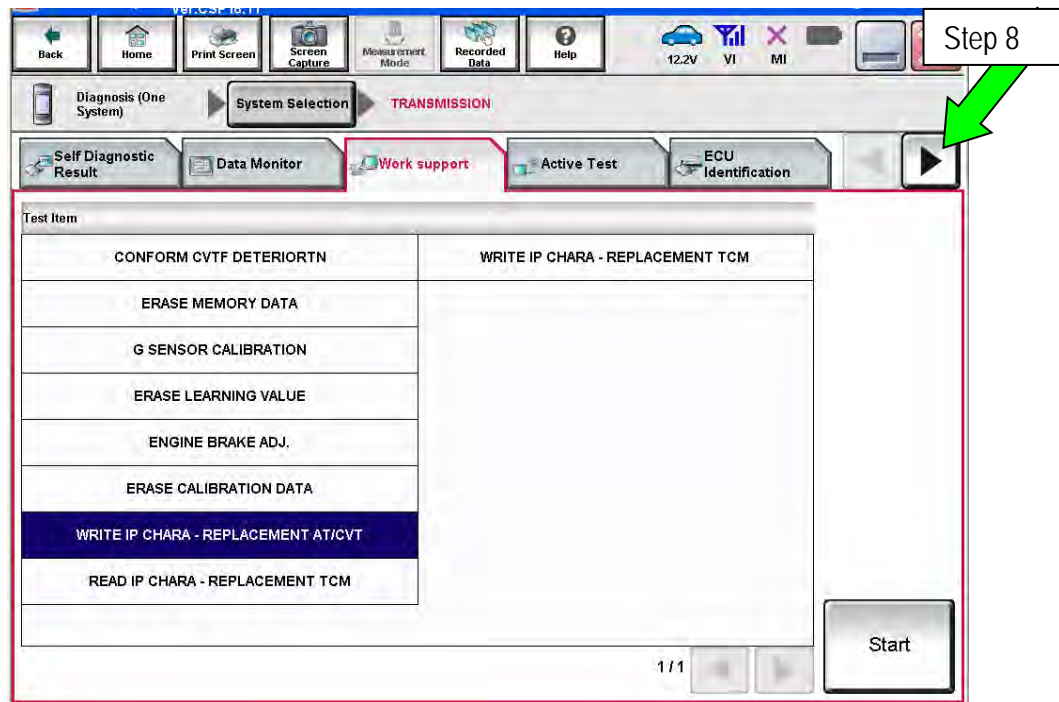 Step 8
Back
Home
Print Screen
Screen
Capture
Measurement
Mode
Recorded
Data
Help
12.2V
VI
MI
Diagnosis (One
System)
System Selection
TRANSMISSION
Self Diagnostic
Result
Data Monitor
Work support
Active Test
ECU
Identification
Test Item
CONFORM CVTF DETERIORTN
WRITE IP CHARA - REPLACEMENT TCM
ERASE MEMORY DATA
G SENSOR CALIBRATION
ERASE LEARNING VALUE
ENGINE BRAKE ADJ.
ERASE CALIBRATION DATA
WRITE IP CHARA - REPLACEMENT AT/CVT
READ IP CHARA - REPLACEMENT TCM
1/1
Start